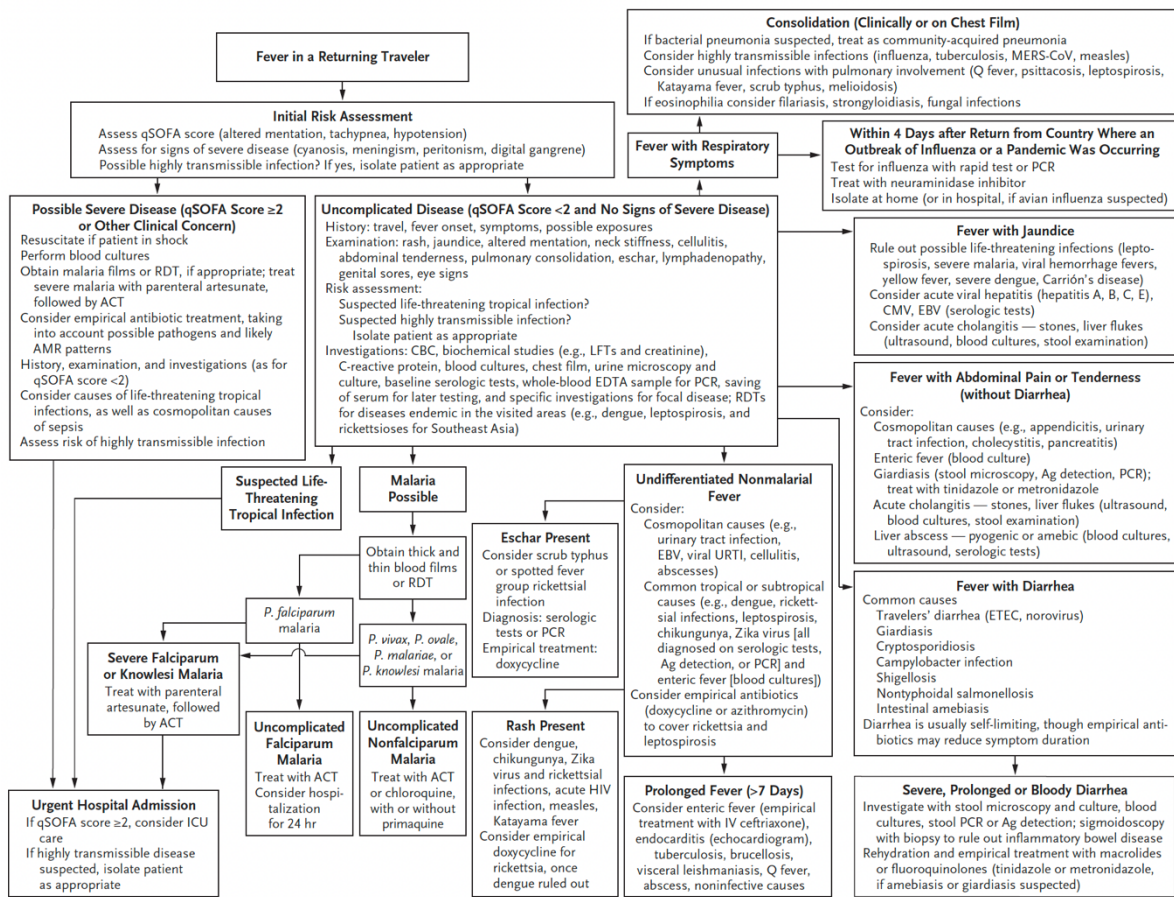 Fever in a Returning Traveler
Initial Risk Assessment
Assess qSOFA score (altered mentation, tachypnea, hypotension)
Assess for signs of severe disease (cyanosis, meningism, peritonism, digital gangrene)
Possible highly transmissible infection? If yes, isolate patient as appropriate
Possible Severe Disease (qSOFA Score ≥2
or Other Clinical Concern)
Resuscitate if patient in shock
Perform blood cultures
Obtain malaria films or RDT, if appropriate; treat
severe malaria with parenteral artesunate,
followed by ACT
Consider empirical antibiotic treatment, taking
into account possible pathogens and likely
AMR patterns
History, examination, and investigations (as for
qSOFA score <2)
Consider causes of life-threatening tropical
infections, as well as cosmopolitan causes
of sepsis
Assess risk of highly transmissible infection
Uncomplicated Disease (qSOFA Score <2 and No Signs of Severe Disease)
History: travel, fever onset, symptoms, possible exposures
Examination: rash, jaundice, altered mentation, neck stiffness, cellulitis,
abdominal tenderness, pulmonary consolidation, eschar, lymphadenopathy,
genital sores, eye signs
Risk assessment:
Suspected life-threatening tropical infection?
Suspected highly transmissible infection?
Isolate patient as appropriate
Investigations: CBC, biochemical studies (e.g., LFTs and creatinine),
C-reactive protein, blood cultures, chest film, urine microscopy and
culture, baseline serologic tests, whole-blood EDTA sample for PCR, saving
of serum for later testing, and specific investigations for focal disease; RDTs
for diseases endemic in the visited areas (e.g., dengue, leptospirosis, and
rickettsioses for Southeast Asia)
Fever with Respiratory
Symptoms
Consolidation (Clinically or on Chest Film)
If bacterial pneumonia suspected, treat as community-acquired pneumonia
Consider highly transmissible infections (influenza, tuberculosis, MERS-CoV, measles)
Consider unusual infections with pulmonary involvement (Q fever, psittacosis, leptospirosis,
Katayama fever, scrub typhus, melioidosis)
If eosinophilia consider filariasis, strongyloidiasis, fungal infections
Within 4 Days after Return from Country Where an
Outbreak of Influenza or a Pandemic Was Occurring
Test for influenza with rapid test or PCR
Treat with neuraminidase inhibitor
Isolate at home (or in hospital, if avian influenza suspected)
Fever with Jaundice
Rule out possible life-threatening infections (lepto-
spirosis, severe malaria, viral hemorrhage fevers,
yellow fever, severe dengue, Carrión's disease)
Consider acute viral hepatitis (hepatitis A, B, C, E),
CMV, EBV (serologic tests)
Consider acute cholangitis — stones, liver flukes
(ultrasound, blood cultures, stool examination)
Fever with Abdominal Pain or Tenderness
(without Diarrhea)
Consider:
Cosmopolitan causes (e.g., appendicitis, urinary
tract infection, cholecystitis, pancreatitis)
Enteric fever (blood culture)
Giardiasis (stool microscopy, Ag detection, PCR);
treat with tinidazole or metronidazole
Acute cholangitis — stones, liver flukes (ultrasound,
blood cultures, stool examination)
Liver abscess — pyogenic or amebic (blood cultures,
ultrasound, serologic tests)
Fever with Diarrhea
Common causes
Travelers' diarrhea (ETEC, norovirus)
Giardiasis
Cryptosporidiosis
Campylobacter infection
Shigellosis
Nontyphoidal salmonellosis
Intestinal amebiasis
Diarrhea is usually self-limiting, though empirical anti-
biotics may reduce symptom duration
Severe, Prolonged or Bloody Diarrhea
Investigate with stool microscopy and culture, blood
cultures, stool PCR or Ag detection; sigmoidoscopy
with biopsy to rule out inflammatory bowel disease
Rehydration and empirical treatment with macrolides
or fluoroquinolones (tinidazole or metronidazole,
if amebiasis or giardiasis suspected)
Suspected Life-
Threatening
Tropical Infection
Malaria
Possible
Obtain thick and
thin blood films
or RDT
P. falciparum
malaria
P. vivax, P. ovale,
P. malariae, or
P. knowlesi malaria
Severe Falciparum
or Knowlesi Malaria
Treat with parenteral
artesunate, followed
by ACT
Uncomplicated
Falciparum
Malaria
Treat with ACT
Consider hospi-
talization
for 24 hr
Uncomplicated
Nonfalciparum
Malaria
Treat with ACT
or chloroquine,
with or without
primaquine
Urgent Hospital Admission
If qSOFA score ≥2, consider ICU
care
If highly transmissible disease
suspected, isolate patient
as appropriate
Eschar Present
Consider scrub typhus
or spotted fever
group rickettsial
infection
Diagnosis: serologic
tests or PCR
Empirical treatment:
doxycycline
Undifferentiated Nonmalarial
Fever
Consider:
Cosmopolitan causes (e.g.,
urinary tract infection,
EBV, viral URTI, cellulitis,
abscesses)
Common tropical or subtropical
causes (e.g., dengue, rickett-
sial infections, leptospirosis,
chikungunya, Zika virus [all
diagnosed on serologic tests,
Ag detection, or PCR] and
enteric fever [blood cultures])
Consider empirical antibiotics
(doxycycline or azithromycin)
to cover rickettsia and
leptospirosis
Rash Present
Consider dengue,
chikungunya, Zika
virus and rickettsial
infections, acute HIV
infection, measles,
Katayama fever
Consider empirical
doxycycline for
rickettsia, once
dengue ruled out
Prolonged Fever (>7 Days)
Consider enteric fever (empirical
treatment with IV ceftriaxone),
endocarditis (echocardiogram),
tuberculosis, brucellosis,
visceral leishmaniasis, Q fever,
abscess, noninfective causes